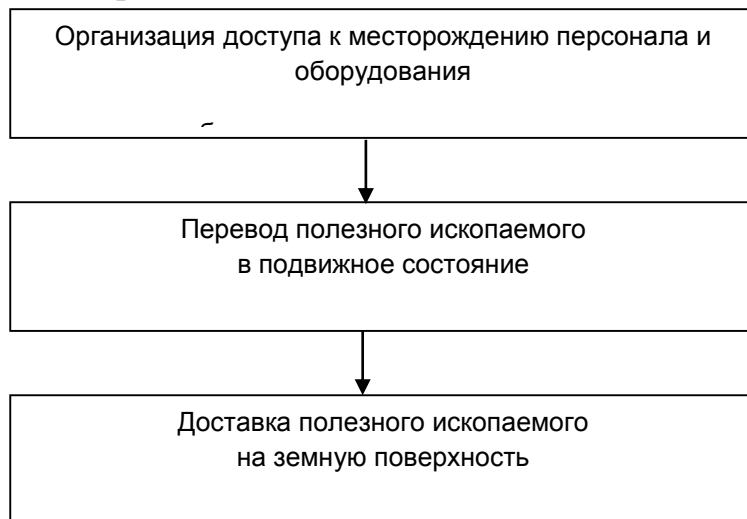 Организация доступа к месторождению персонала и
оборудования
Перевод полезного ископаемого
в подвижное состояние
Доставка полезного ископаемого
на земную поверхность